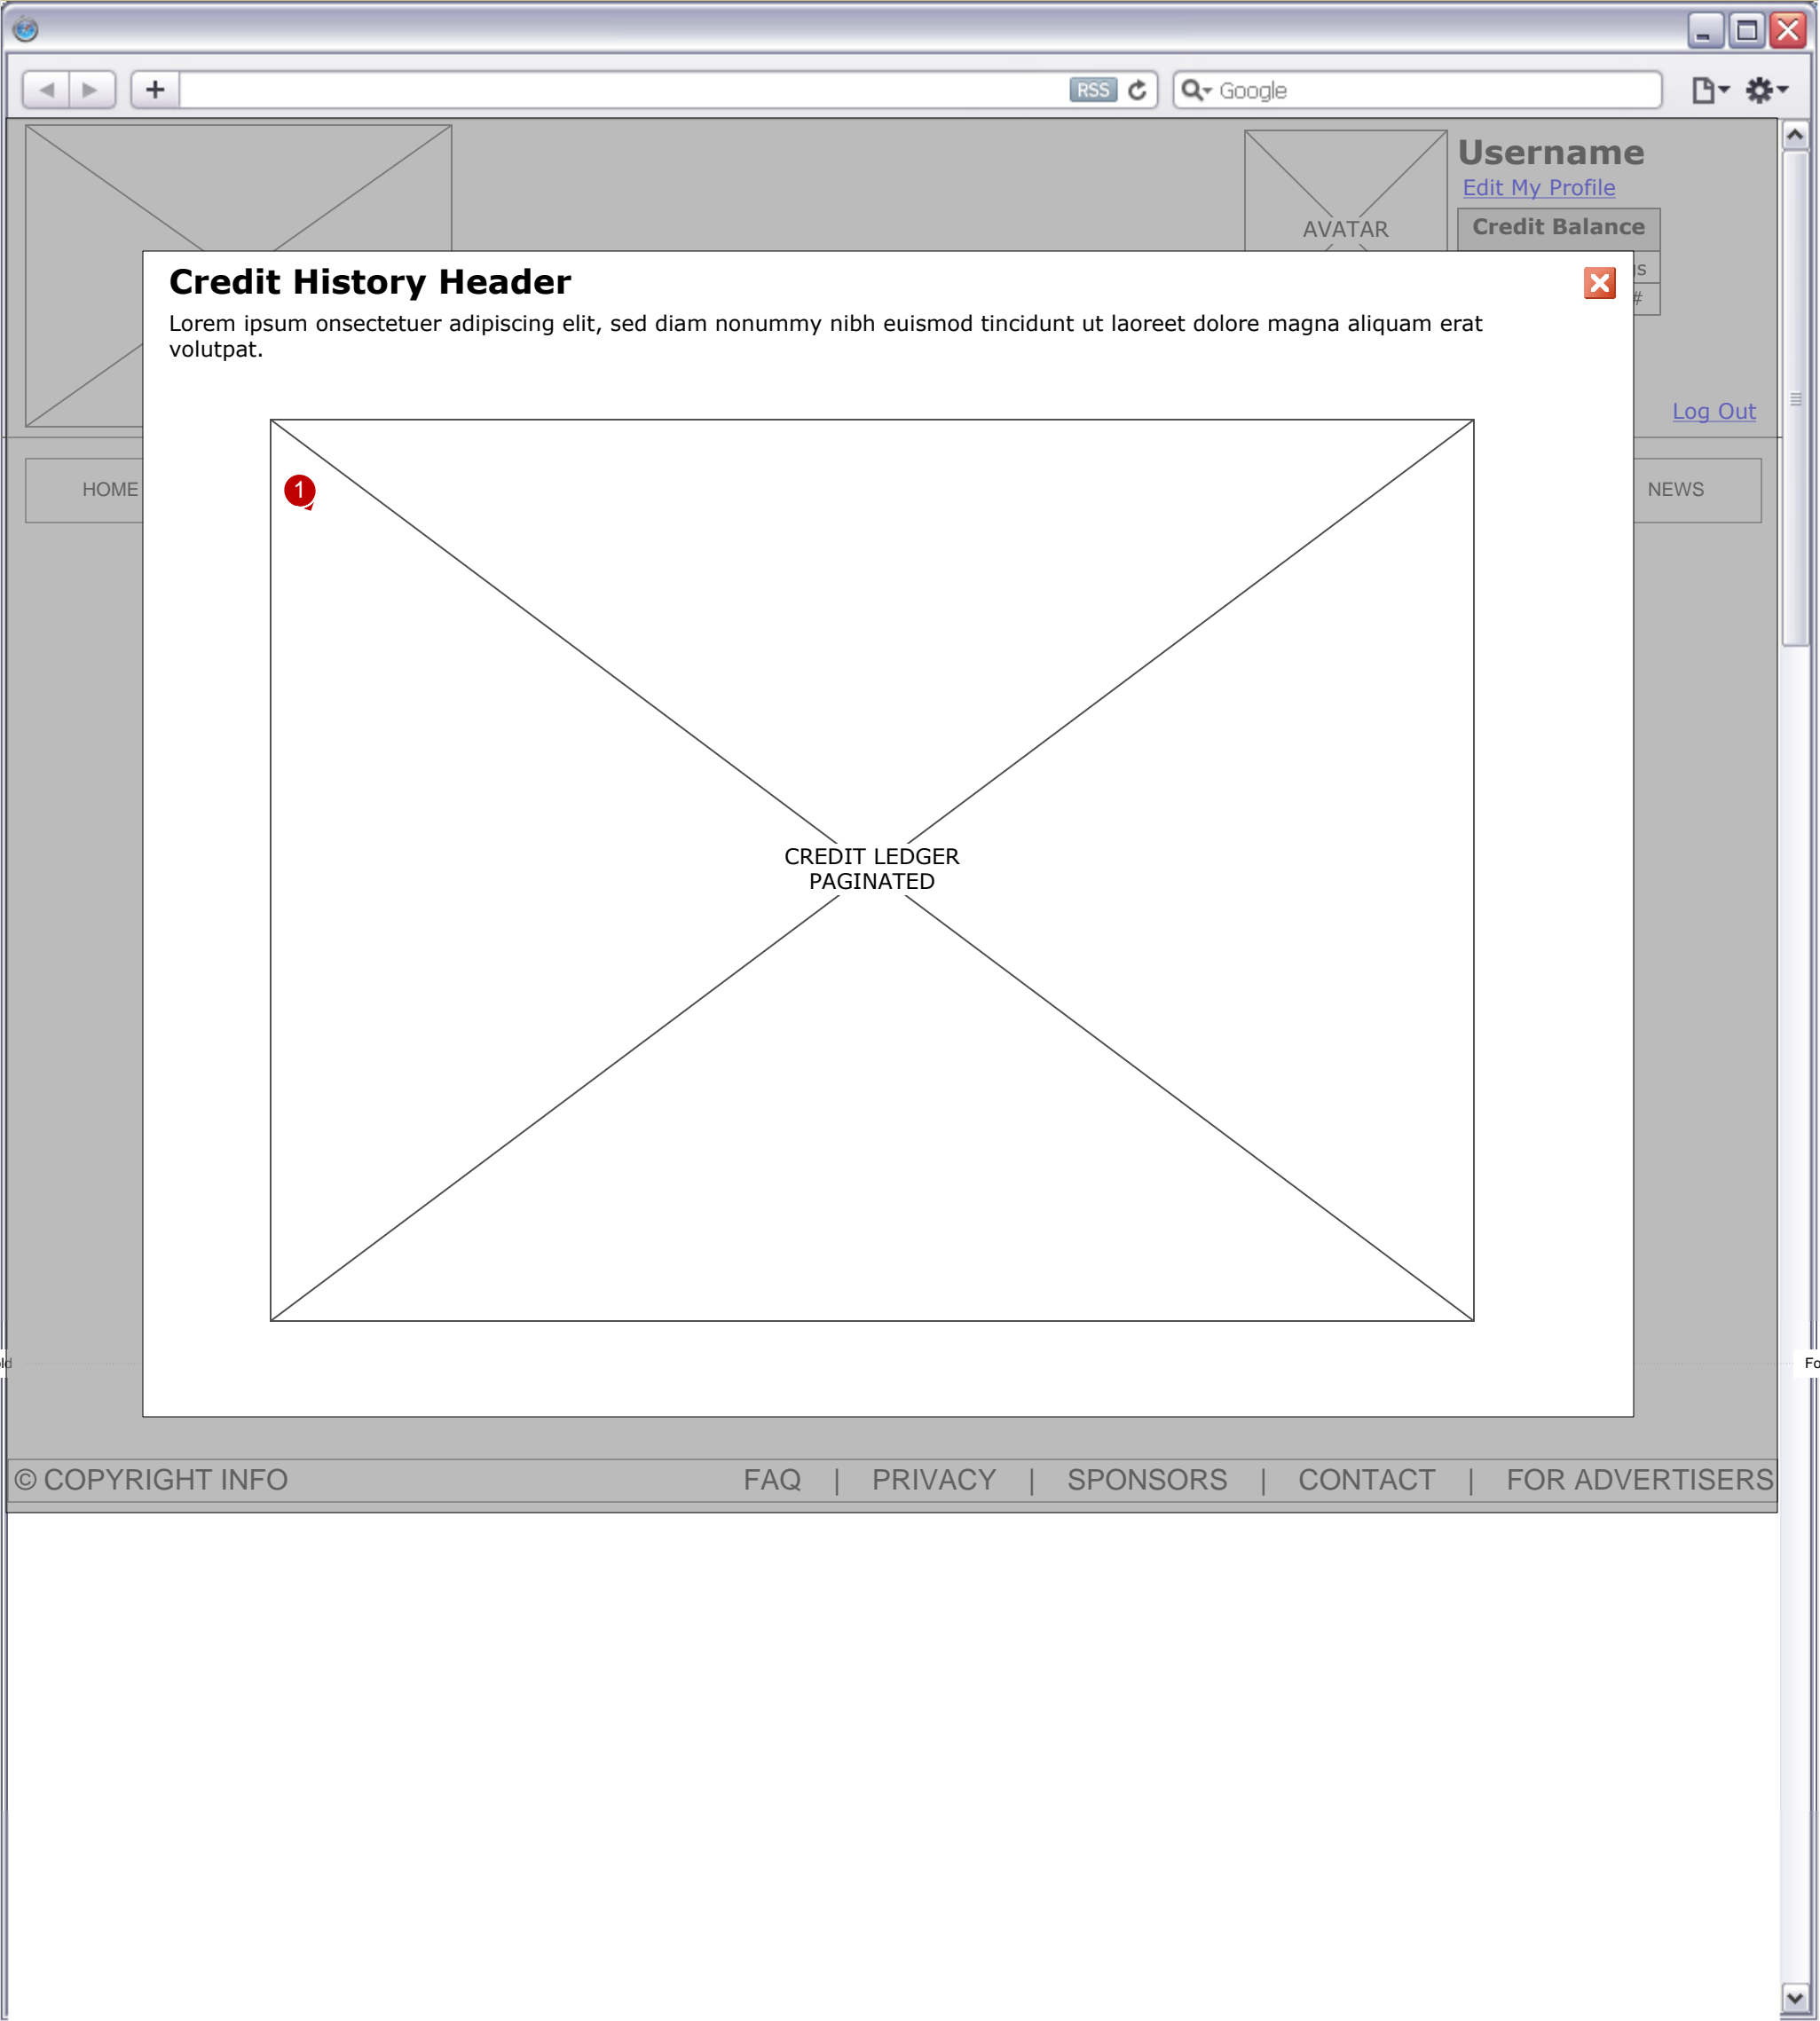 RSS
Google
Username
Edit My Profile
AVATAR
Credit Balance
#
Credit History Header
Lorem ipsum onsectetuer adipiscing elit, sed diam nonummy nibh euismod tincidunt ut laoreet dolore magna aliquam erat
volutpat.
Log Out
HOME
NEWS
1
CREDIT LEDGER
PAGINATED
© COPYRIGHT INFO
FAQ | PRIVACY | SPONSORS | CONTACT | FOR ADVERTISERS